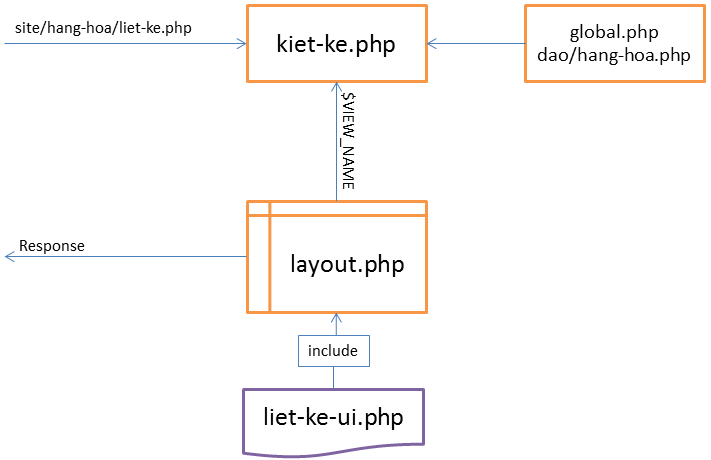 site/hang-hoa/liet-ke.php
kiet-ke.php
global.php
dao/hang-hoa.php
$VIEW_NAME
Response
layout.php
include
liet-ke-ui.php